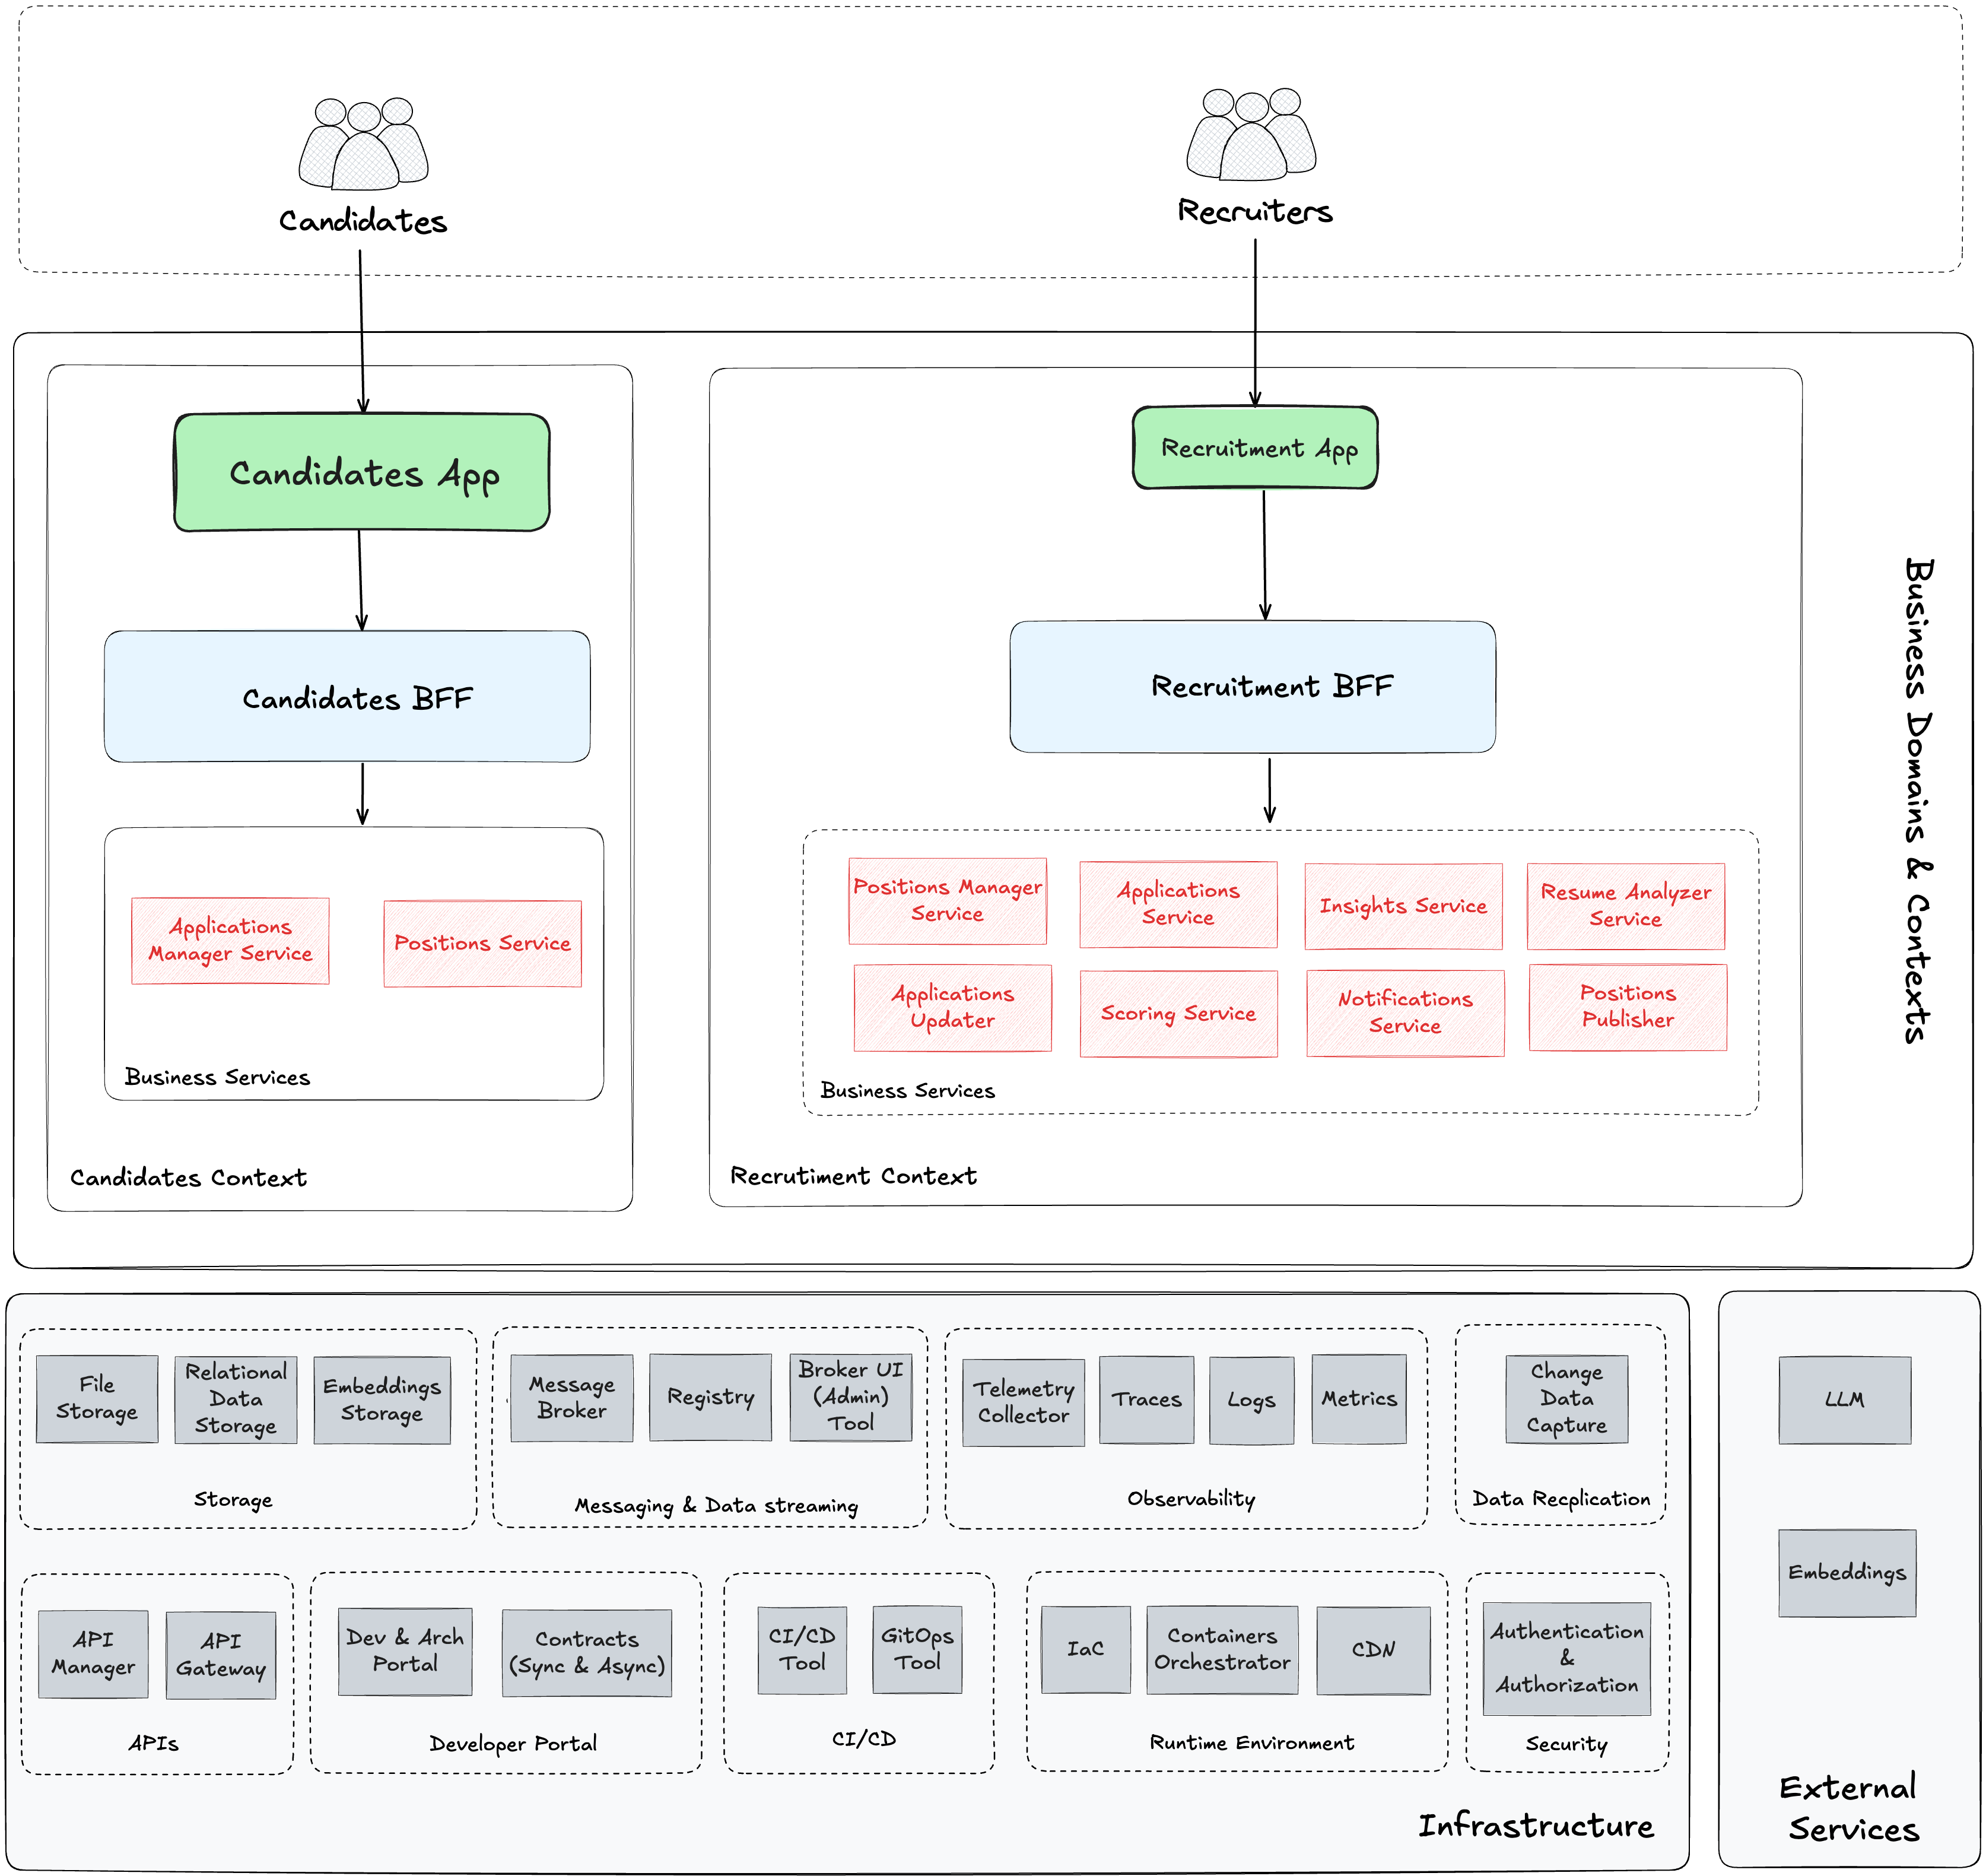 Candidates
Recruiters
Candidates App
Candidates BFF
Applications
Manager Service
Positions Service
Business Services
Candidates Context
Recruitment App
Recruitment BFF
Positions Manager
Service
Applications
Service
Insights Service
Resume Analyzer
Service
Applications
Updater
Scoring Service
Notifications
Service
Positions
Publisher
Business Services
Recrutiment Context
Business Domains & Contexts
File
Storage
Relational
Data
Storage
Embeddings
Storage
Storage
Message
Broker
Registry
Broker UI
(Admin)
Tool
Messaging & Data streaming
Telemetry
Collector
Traces
Logs
Metrics
Observability
Change
Data
Capture
Data Recplication
API
Manager
API
Gateway
APIs
Dev & Arch
Portal
Contracts
(Sync & Async)
Developer Portal
CI/CD
Tool
GitOps
Tool
CI/CD
IaC
Containers
Orchestrator
CDN
Runtime Environment
Authentication
&
Authorization
Security
Infrastructure
LLM
Embeddings
External
Services